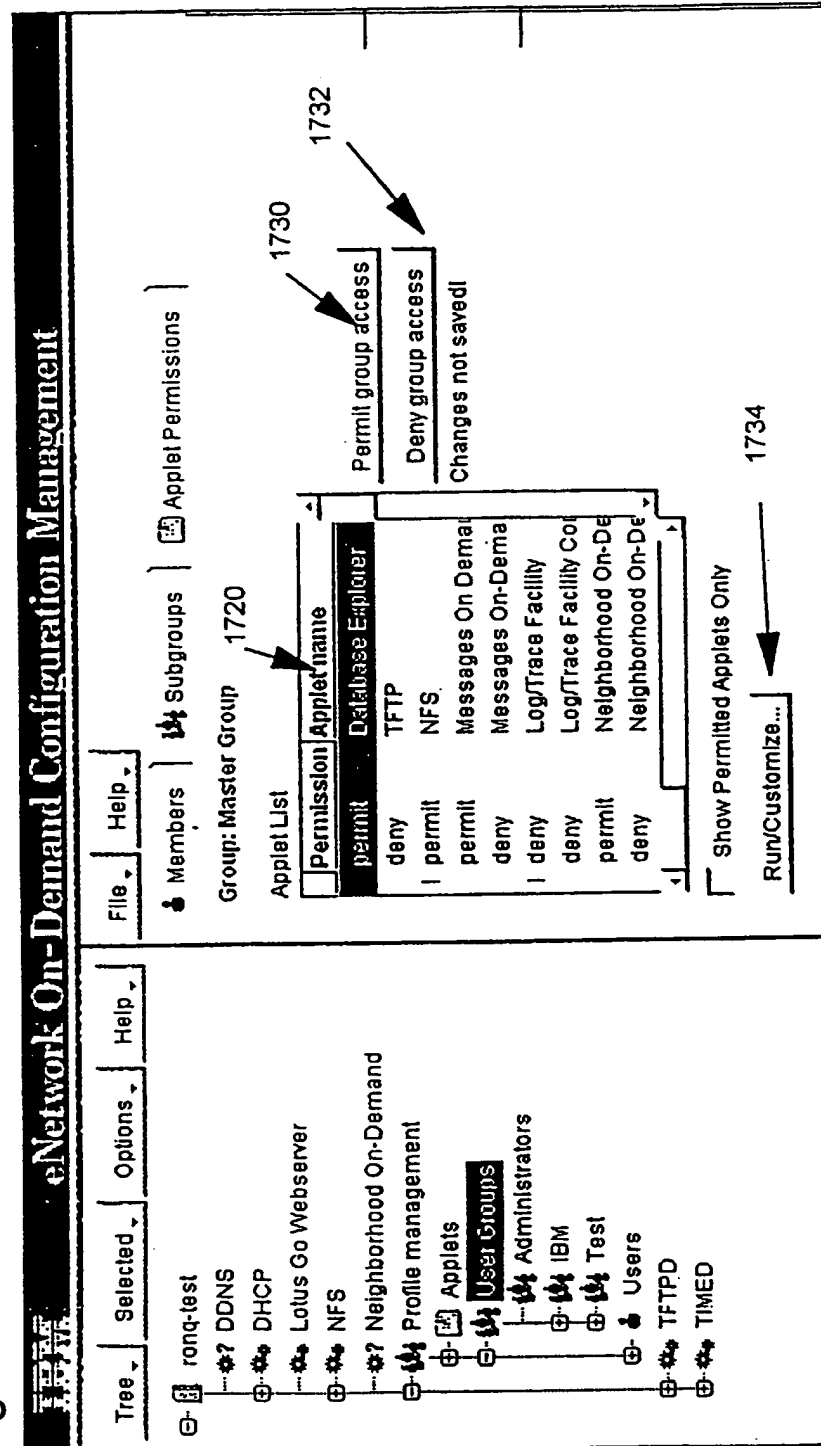 eNetwork On-Demand Configuration Management
Tree Selected Options Help
ronq-test
? DDNS
DHCP
Lotus Go Webserver
NFS
? Neighborhood On-Demand
Profile management
Applets
User Groups
Administrators
IBM
Test
Users
TFTPD
TIMED
File Help
Members Subgroups Applet Permissions
Group: Master Group
1720
Applet List
Permission Applet name
permit Database Explorer
deny TFTP
I permit NFS
permit Messages On Deman
deny Messages On-Dema
I deny Log/Trace Facility
deny Log/Trace Facility Con
permit Neighborhood On-De
deny Neighborhood On-De
1730
Permit group access
1732
Deny group access
Changes not saved!
Show Permitted Applets Only
Run/Customize...
1734